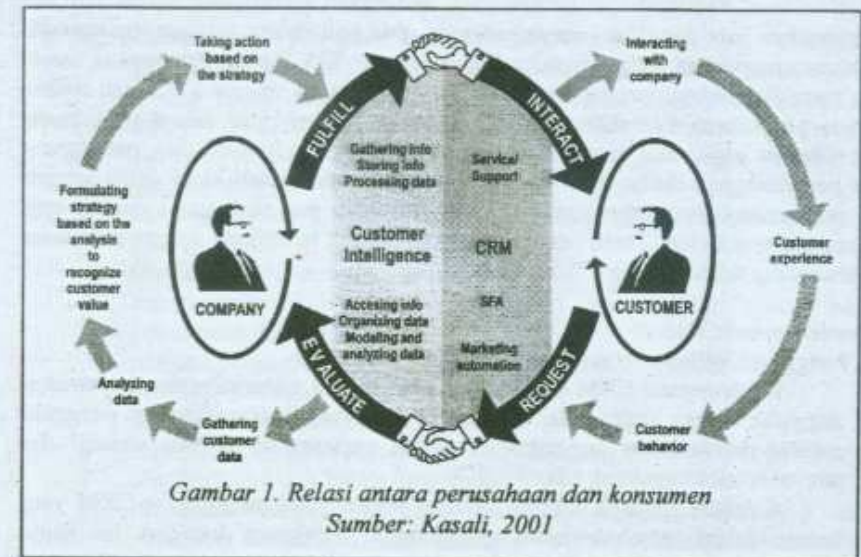 Taking action
based on
the strategy
Interacting
with
company
FULFILL
INTERACT
Gathering info
Storing info
Processing data
Service/
Support
Formulating
strategy
based on the
analysis
to
recognize
customer
value
Customer
Intelligence
CRM
Customer
experience
COMPANY
CUSTOMER
Accesing info
Organizing data
Modeling and
analyzing data
SFA
Marketing
automation
EVALUATE
REQUEST
Analyzing
data
Gathering
customer
data
Customer
behavior
Gambar 1. Relasi antara perusahaan dan konsumen
Sumber: Kasali, 2001